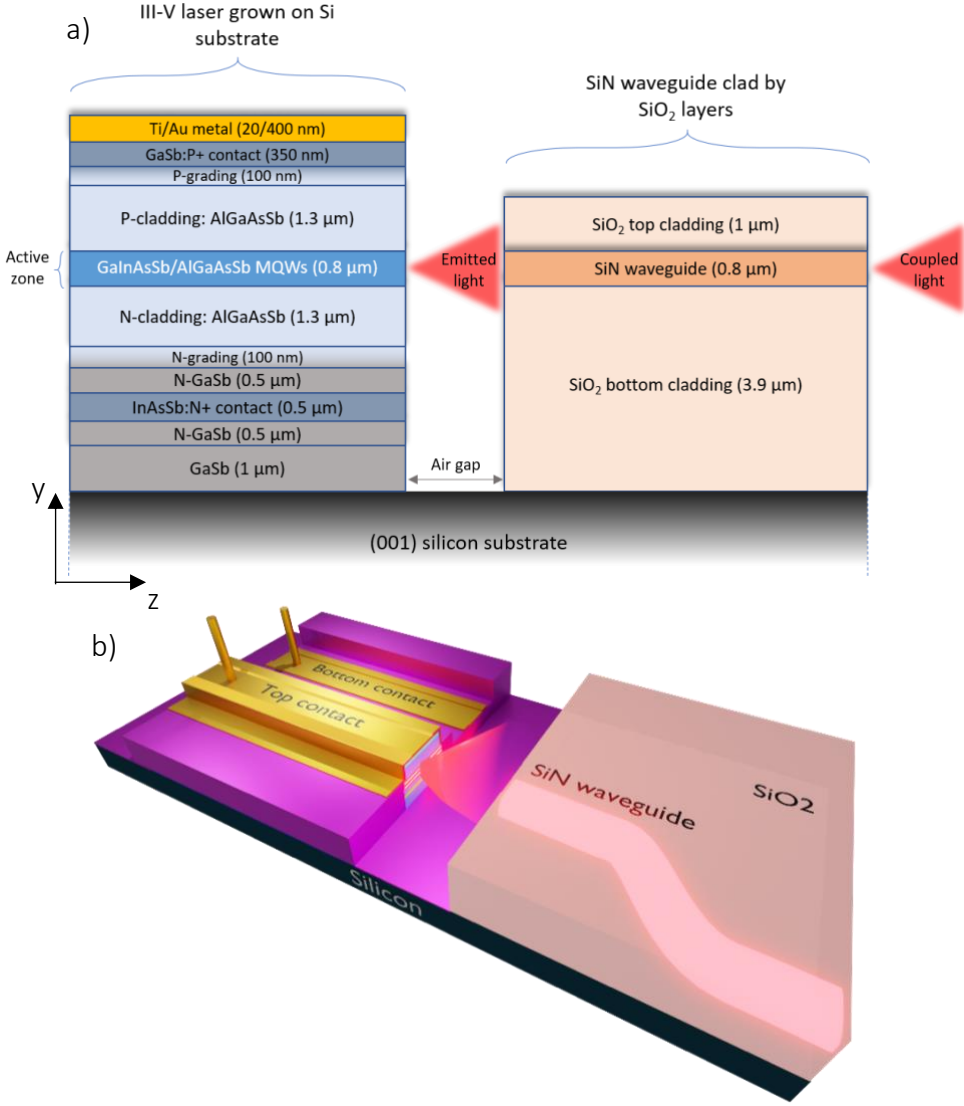 a)
III-V laser grown on Si
substrate
SiN waveguide clad by
SiO₂ layers
Ti/Au metal (20/400 nm)
GaSb:P+ contact (350 nm)
P-grading (100 nm)
P-cladding: AlGaAsSb (1.3 μm)
SiO₂ top cladding (1 μm)
Active
zone
GaInAsSb/AlGaAsSb MQWs (0.8 μm)
Emitted
light
SiN waveguide (0.8 μm)
Coupled
light
N-cladding: AlGaAsSb (1.3 μm)
N-grading (100 nm)
N-GaSb (0.5 μm)
SiO₂ bottom cladding (3.9 μm)
InAsSb:N+ contact (0.5 μm)
N-GaSb (0.5 μm)
GaSb (1 μm)
Air gap
y
(001) silicon substrate
z
b)
Bottom contact
Top contact
SiN waveguide
SiO2
Silicon